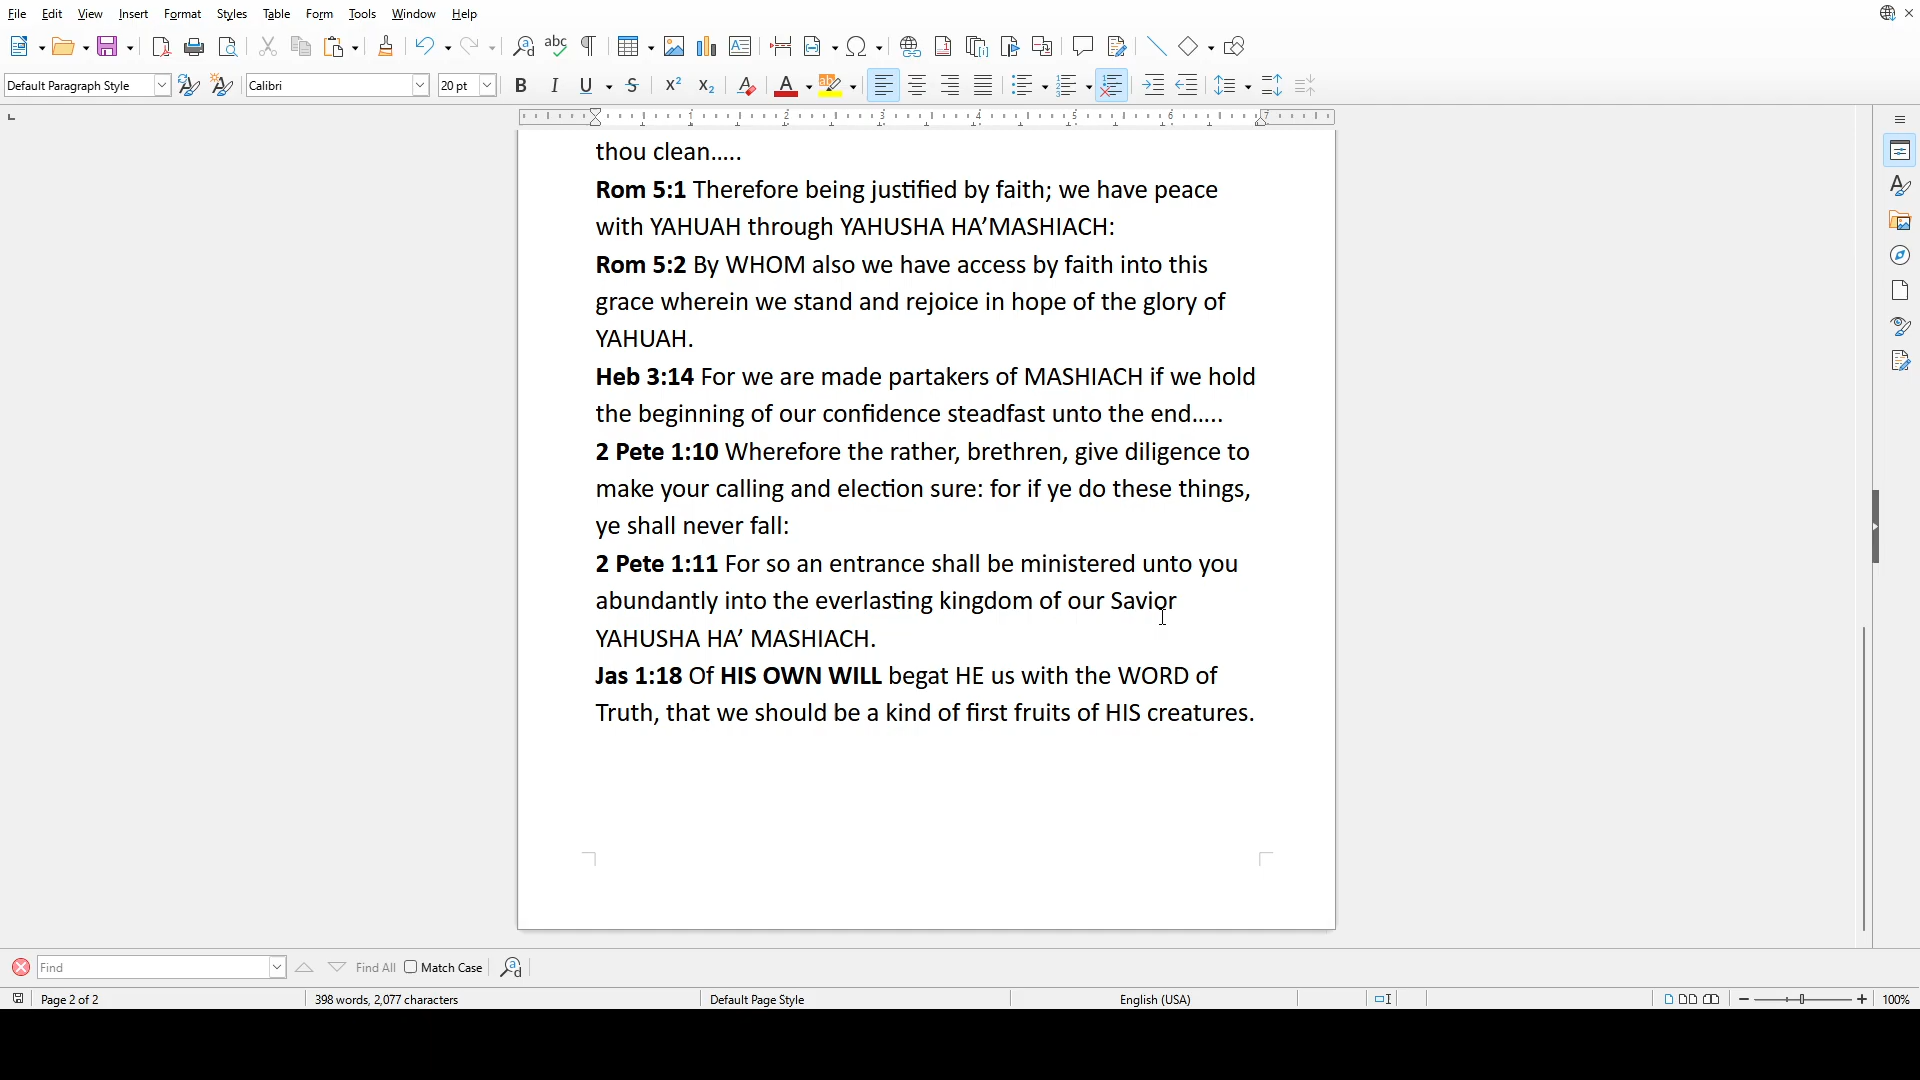 File Edit View Insert Format Styles Table Form Tools Window Help
Default Paragraph Style Calibri 20 pt
1 2 3 4 5 6 7
thou clean.....
Rom 5:1 Therefore being justified by faith; we have peace
with YAHUAH through YAHUSHA HA’MASHIACH:
Rom 5:2 By WHOM also we have access by faith into this
grace wherein we stand and rejoice in hope of the glory of
YAHUAH.
Heb 3:14 For we are made partakers of MASHIACH if we hold
the beginning of our confidence steadfast unto the end.....
2 Pete 1:10 Wherefore the rather, brethren, give diligence to
make your calling and election sure: for if ye do these things,
ye shall never fall:
2 Pete 1:11 For so an entrance shall be ministered unto you
abundantly into the everlasting kingdom of our Savior
YAHUSHA HA’ MASHIACH.
Jas 1:18 Of HIS OWN WILL begat HE us with the WORD of
Truth, that we should be a kind of first fruits of HIS creatures.
Find Find All Match Case
Page 2 of 2 398 words, 2,077 characters Default Page Style English (USA) 100%